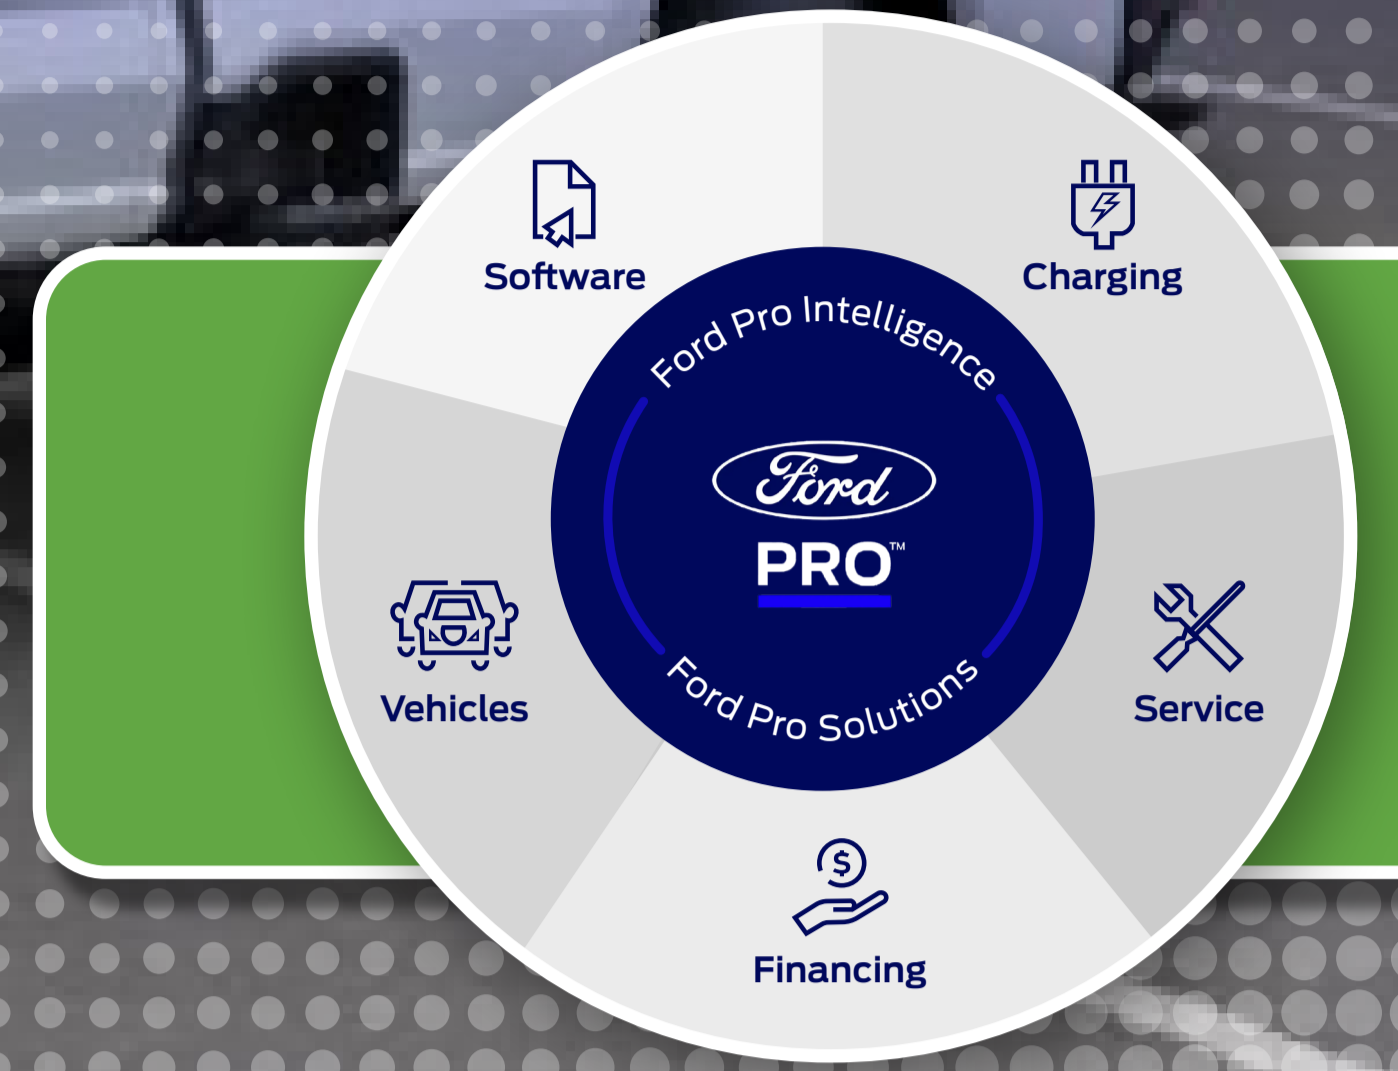 Software
Charging
Ford Pro Intelligence
Ford
PRO™
Ford Pro Solutions
Vehicles
Service
$
Financing